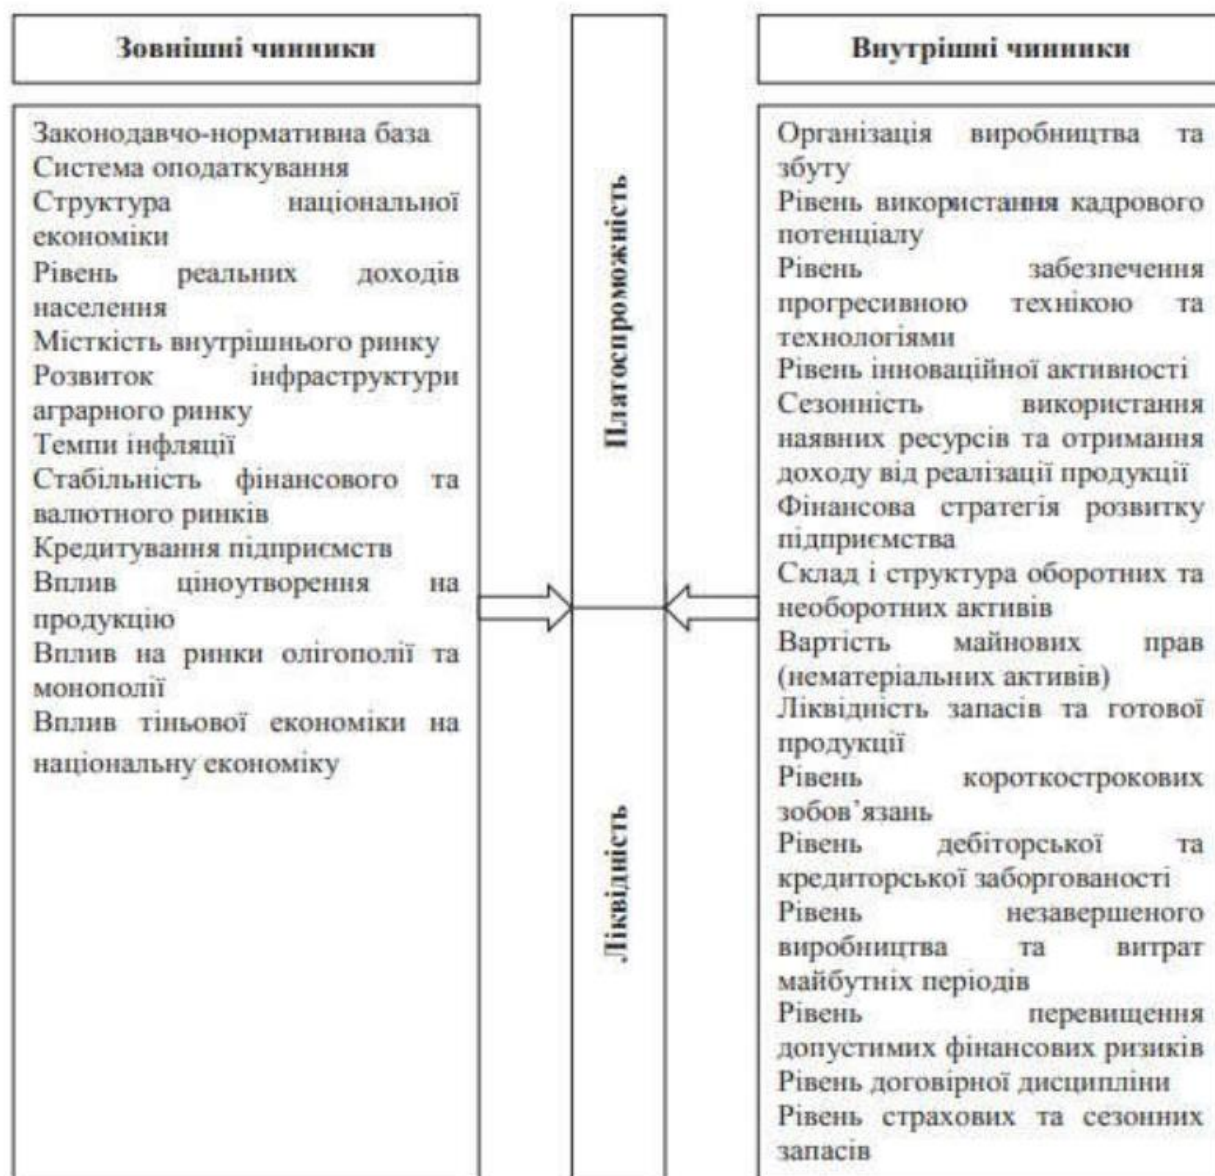 Зовнішні чинники
Законодавчо-нормативна база
Система оподаткування
Структура національної
економіки
Рівень реальних доходів
населення
Місткість внутрішнього ринку
Розвиток інфраструктури
аграрного ринку
Темпи інфляції
Стабільність фінансового та
валютного ринків
Кредитування підприємств
Вплив ціноутворення на
продукцію
Вплив на ринки олігополії та
монополії
Вплив тіньової економіки на
національну економіку
Платоспроможність
Ліквідність
Внутрішні чинники
Організація виробництва та
збуту
Рівень використання кадрового
потенціалу
Рівень забезпечення
прогресивною технікою та
технологіями
Рівень інноваційної активності
Сезонність використання
наявних ресурсів та отримання
доходу від реалізації продукції
Фінансова стратегія розвитку
підприємства
Склад і структура оборотних та
необоротних активів
Вартість майнових прав
(нематеріальних активів)
Ліквідність запасів та готової
продукції
Рівень короткострокових
зобов’язань
Рівень дебіторської та
кредиторської заборгованості
Рівень незавершеного
виробництва та витрат
майбутніх періодів
Рівень перевищення
допустимих фінансових ризиків
Рівень договірної дисципліни
Рівень страхових та сезонних
запасів